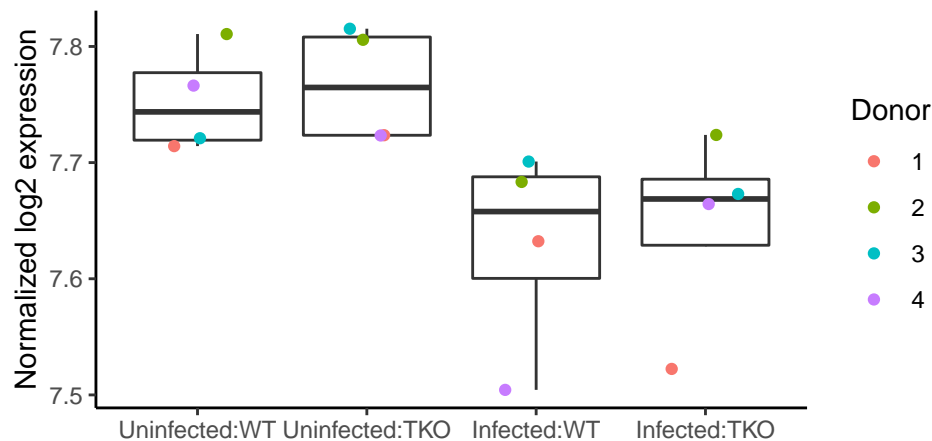 Normalized log2 expression
7.8
7.7
7.6
7.5
Uninfected:WT
Uninfected:TKO
Infected:WT
Infected:TKO
Donor
1
2
3
4